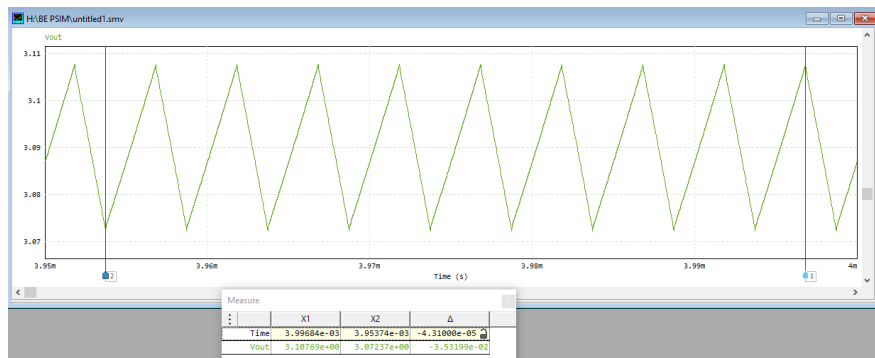 H:\BE PSIM\untitled1.smv
Vout
3.11
3.1
3.09
3.08
3.07
3.95m 3.96m 3.97m 3.98m 3.99m 4m
2 Time (s) 1
Measure
X1 X2 Δ
Time 3.99684e-03 3.95374e-03 -4.31000e-05
Vout 3.10769e+00 3.07237e+00 -3.53199e-02